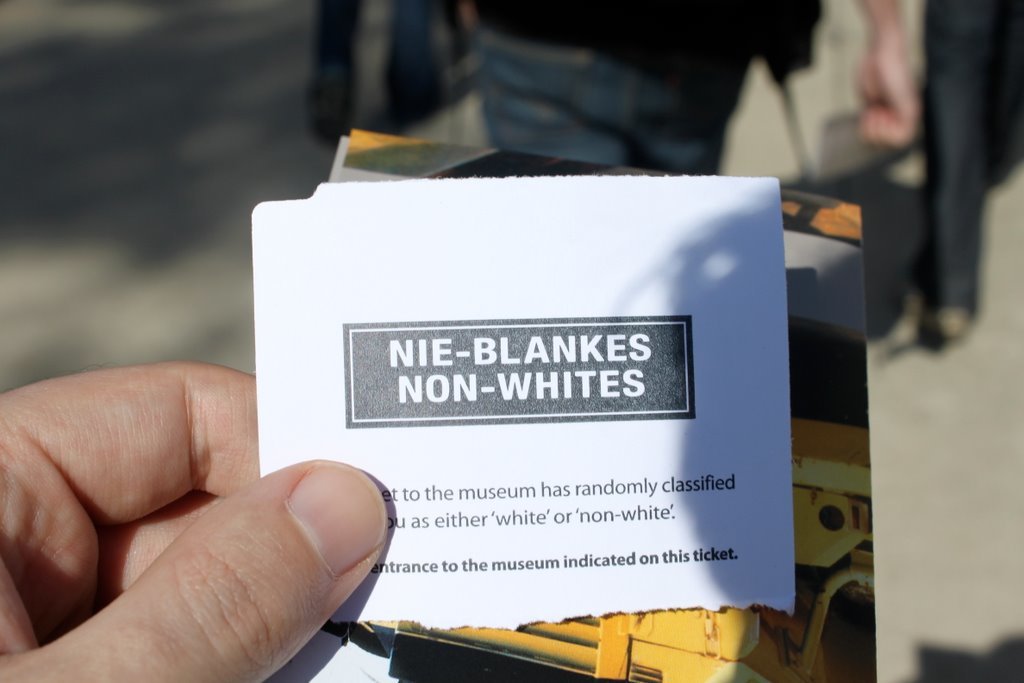 NIE-BLANKES
NON-WHITES
to the museum has randomly classified
as either 'white' or 'non-white'.
entrance to the museum indicated on this ticket.